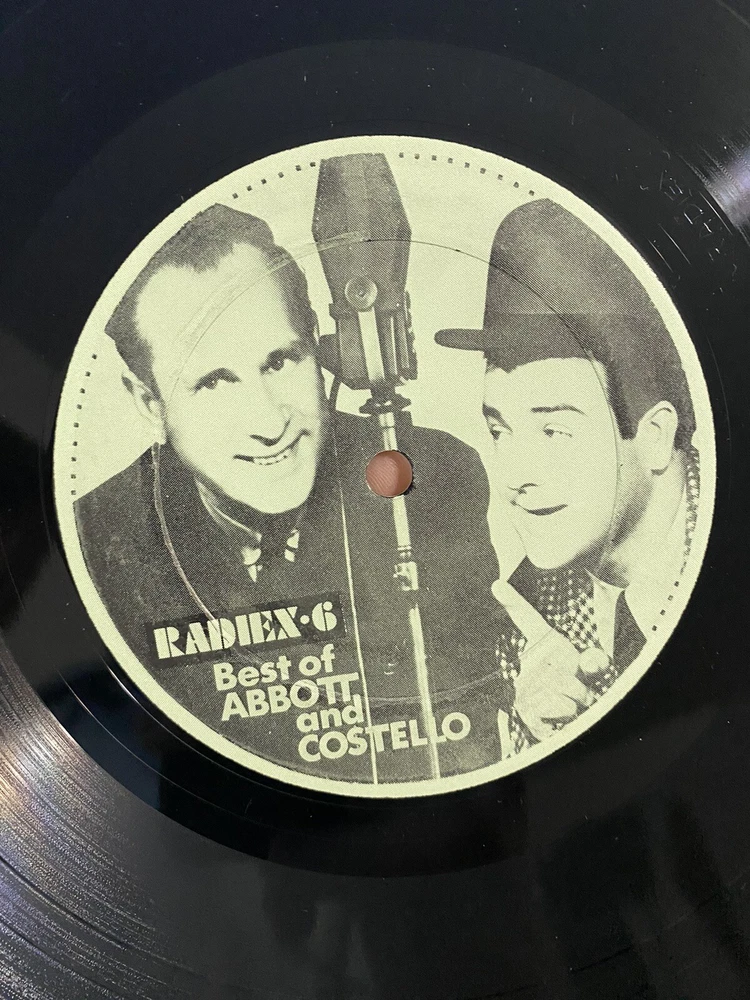 RADIEX·6
Best of
ABBOTT
and
COSTELLO